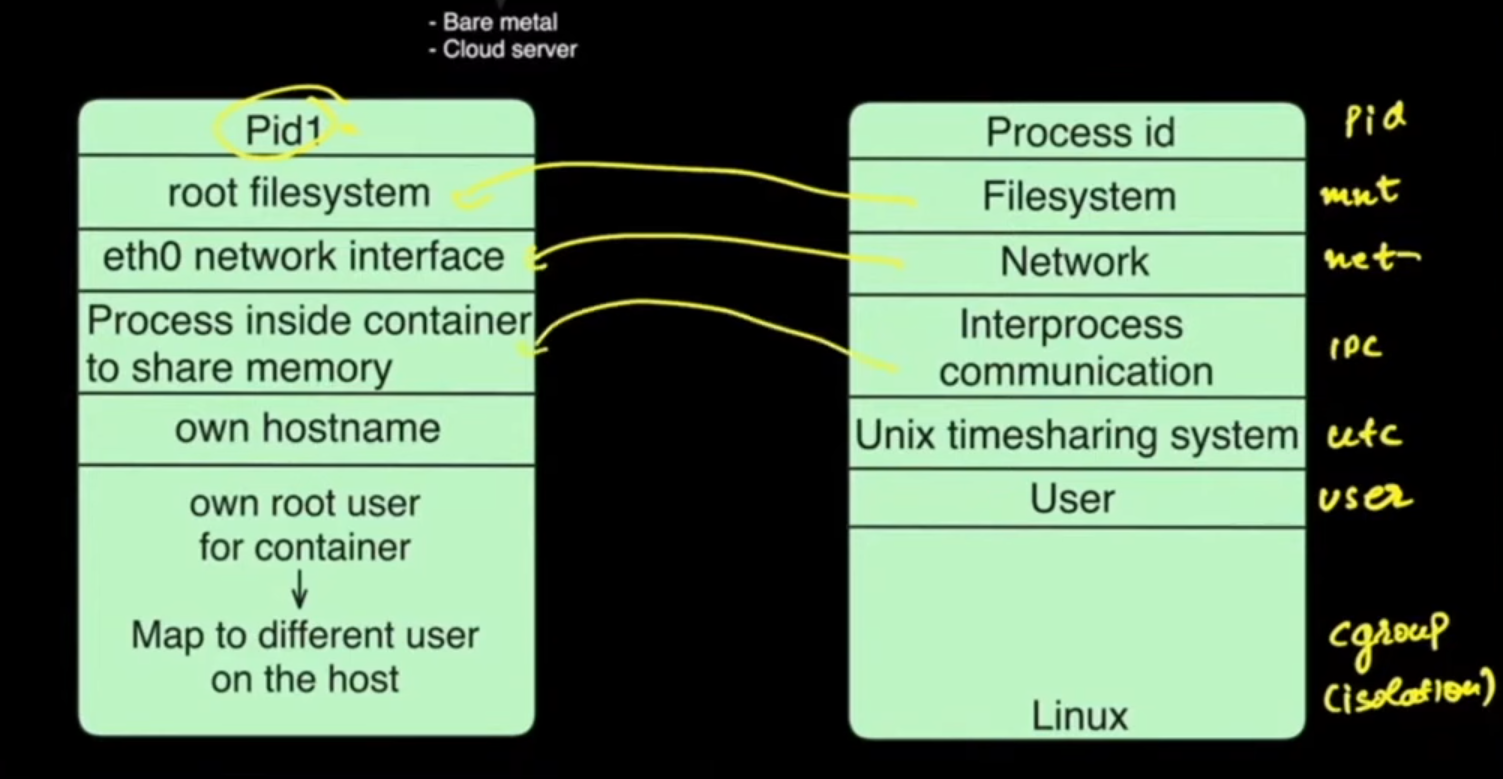 - Bare metal
- Cloud server
Pid1
root filesystem
eth0 network interface
Process inside container
to share memory
own hostname
own root user
for container
↓
Map to different user
on the host
Process id
Filesystem
Network
Interprocess
communication
Unix timesharing system
User
Linux
Pid
mnt
net
IPC
utc
user
cgroup
(isolation)